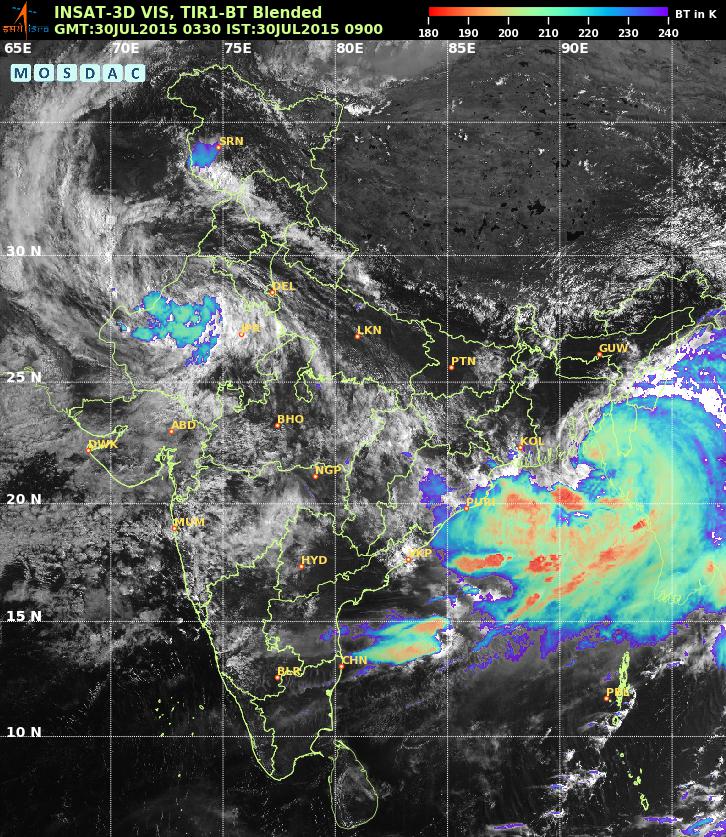 INSAT-3D VIS, TIR1-BT Blended
GMT:30JUL2015 0330 IST:30JUL2015 0900
BT in K
180 190 200 210 220 230 240
65E 70E 75E 80E 85E 90E
MOSDAC
SRN
30 N
DEL
JPR
LKN
GUW
PTN
25 N
ABD
BHO
KOL
DWK
NGP
20 N
PURI
MUM
HYD
15 N
CHN
BLR
10 N